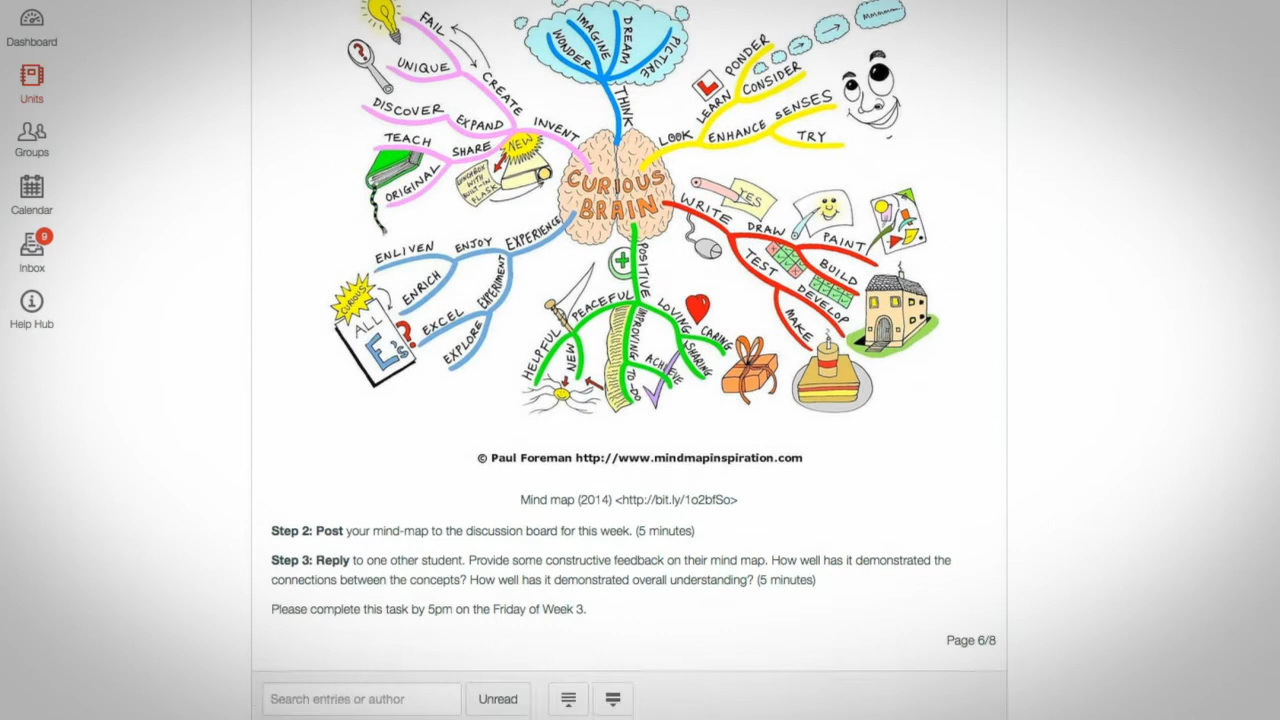 Dashboard
Units
Groups
Calendar
9
Inbox
Help Hub
FAIL
UNIQUE
CREATE
DISCOVER
EXPAND
INVENT
TEACH
SHARE
ORIGINAL
NEW
WONDER
IMAGINE
DREAM
PICTURE
THINK
PONDER
CONSIDER
LEARN
L
LOOK
ENHANCE
SENSES
TRY
CURIOUS
BRAIN
ENLIVEN
ENJOY
EXPERIENCE
ENRICH
EXPERIMENT
EXCEL
EXPLORE
CURIOUS
ALL
E's
?
POSITIVE
PEACEFUL
HELPFUL
MEN
IMPROVING
TO-DO
ACHIEVE
LOVING
CARING
SHARING
WRITE
YES
DRAW
PAINT
TEST
BUILD
DEVELOP
MAKE
© Paul Foreman http://www.mindmapinspiration.com
Mind map (2014) <http://bit.ly/1o2bfSo>
Step 2: Post your mind-map to the discussion board for this week. (5 minutes)
Step 3: Reply to one other student. Provide some constructive feedback on their mind map. How well has it demonstrated the
connections between the concepts? How well has it demonstrated overall understanding? (5 minutes)
Please complete this task by 5pm on the Friday of Week 3.
Page 6/8
Search entries or author
Unread